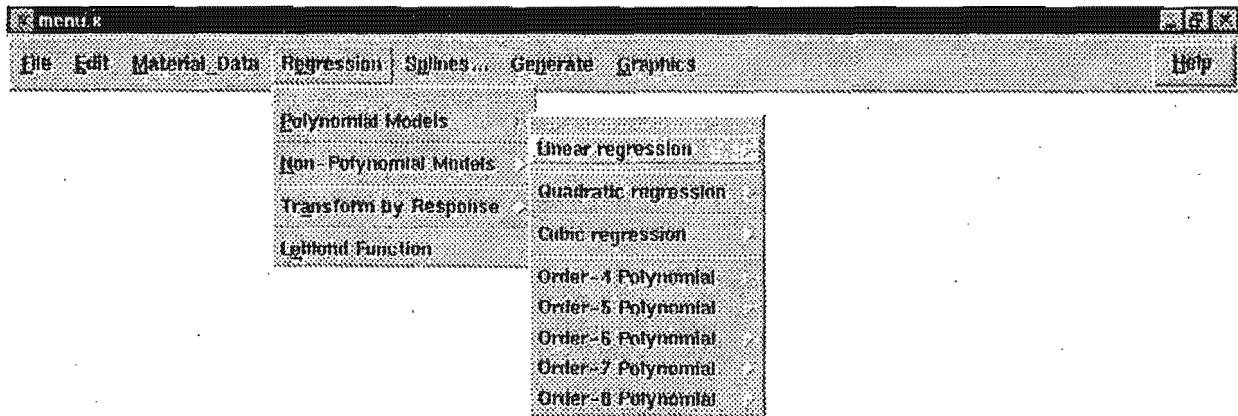 menu.x
File Edit Material_Data Regression Splines... Generate Graphics Help
Polynomial Models
Non-Polynomial Models
Transform by Response
Function
Linear regression
Quadratic regression
Cubic regression
Order-4 Polynomial
Order-5 Polynomial
Order-6 Polynomial
Order-7 Polynomial
Order-8 Polynomial